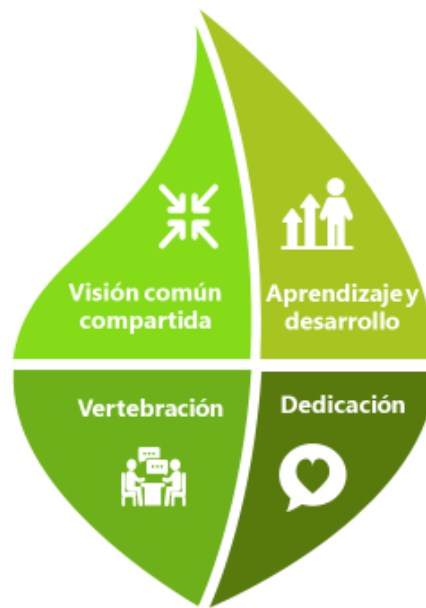 Visión común
compartida
Aprendizaje y
desarrollo
Vertebración
Dedicación